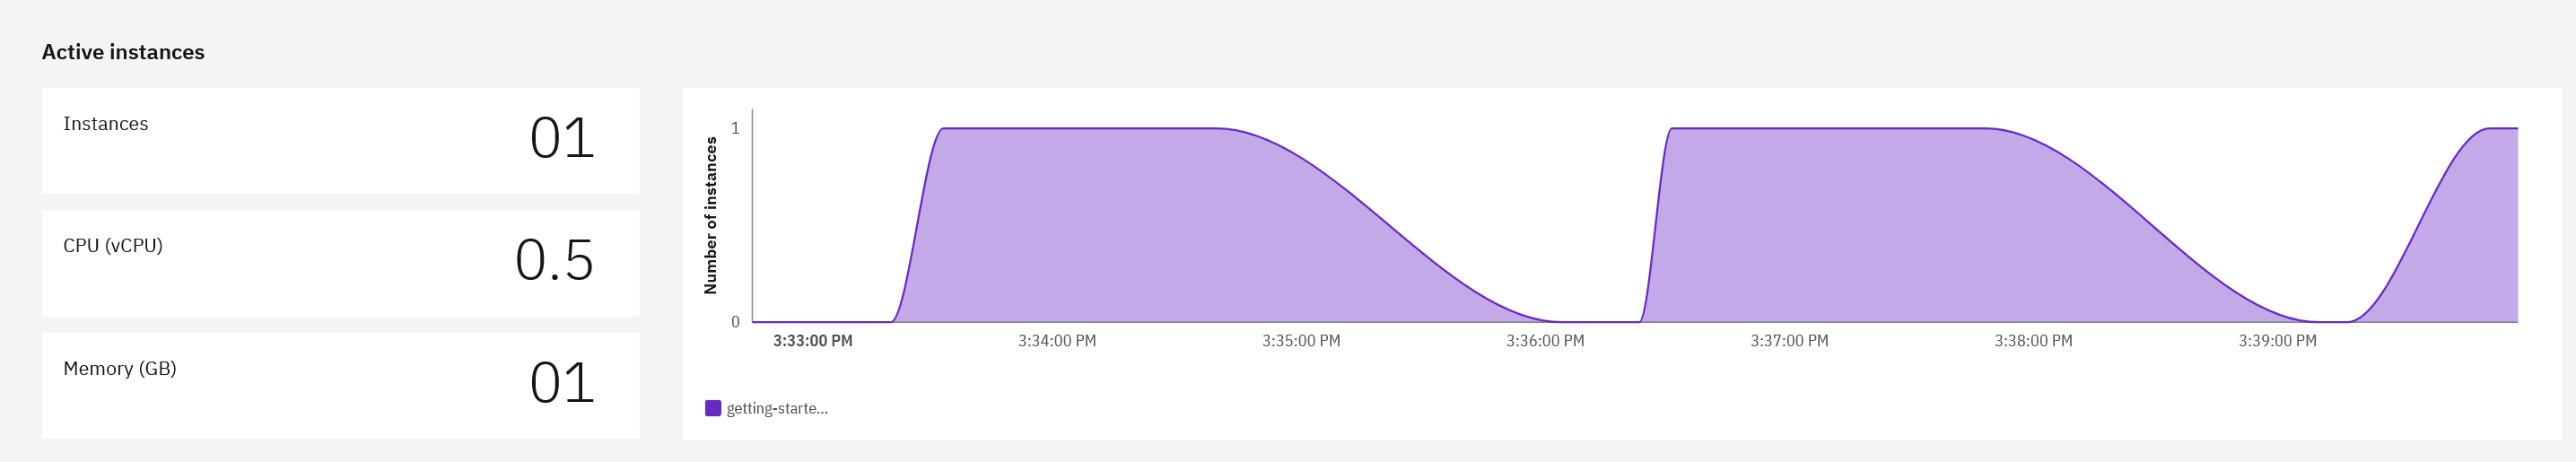 Active instances
Instances
01
CPU (vCPU)
0.5
Memory (GB)
01
Number of instances
1
0
3:33:00 PM
3:34:00 PM
3:35:00 PM
3:36:00 PM
3:37:00 PM
3:38:00 PM
3:39:00 PM
getting-starte...